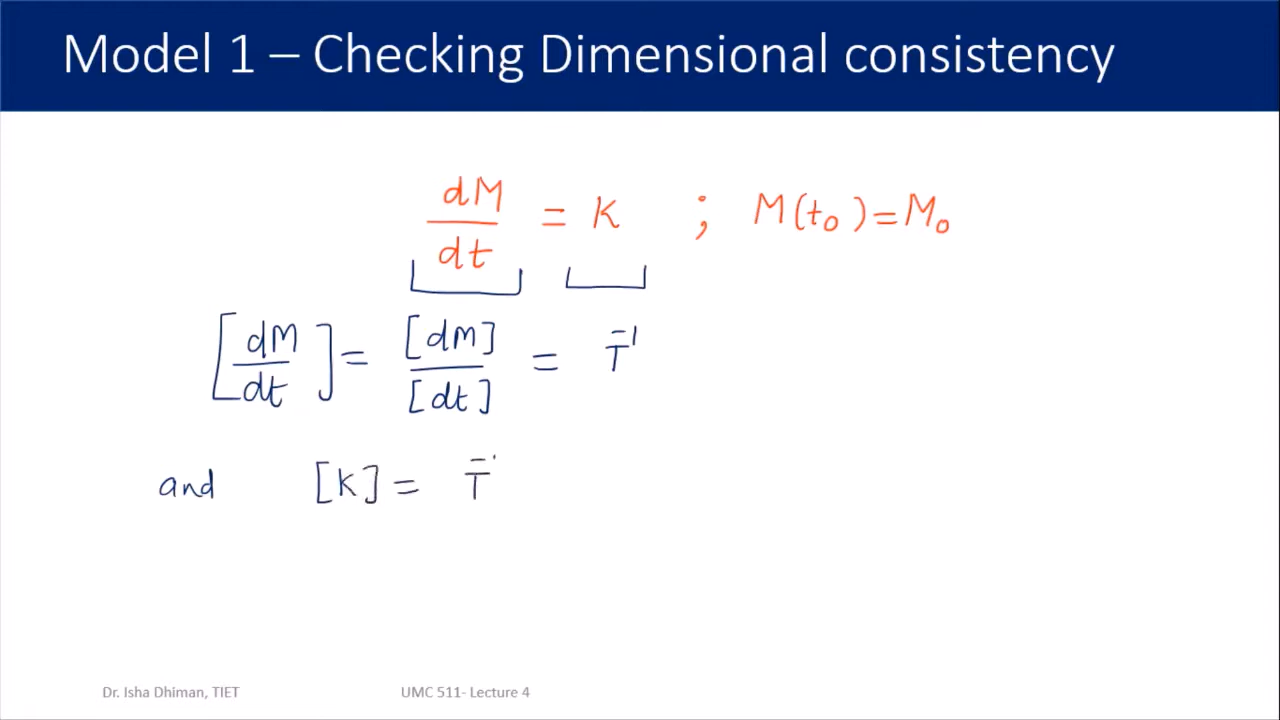 Model 1 – Checking Dimensional consistency
dM/dt = K ; M(t₀) = M₀
[dM/dt] = [dM]/[dt] = T⁻¹
and [K] = T⁻¹
Dr. Isha Dhiman, TIET UMC 511- Lecture 4